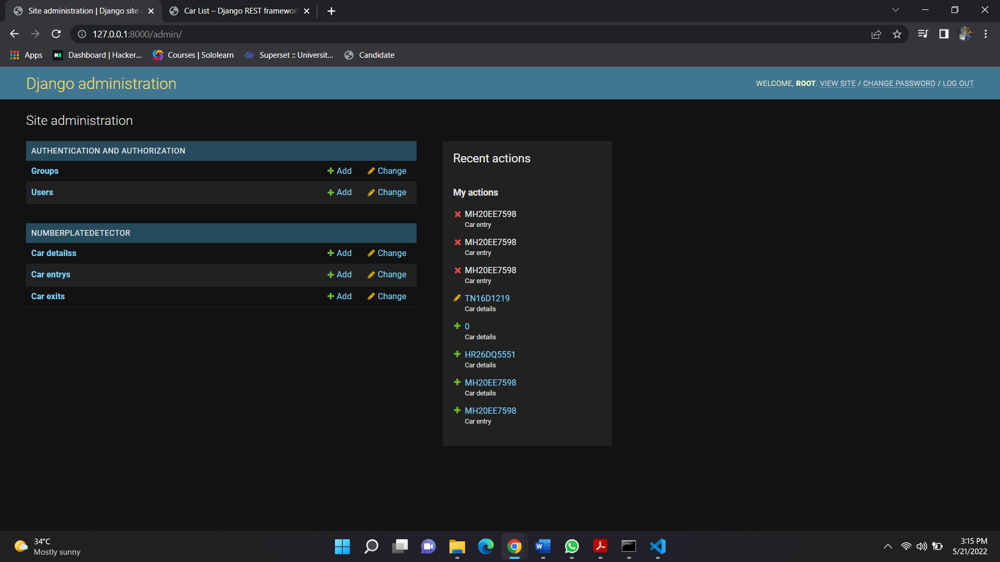 Site administration | Django site a
Car List – Django REST framework
127.0.0.1:8000/admin/
Apps
Dashboard | Hacker...
Courses | Sololearn
Superset :: Universit...
Candidate
Django administration
WELCOME, ROOT. VIEW SITE / CHANGE PASSWORD / LOG OUT
Site administration
AUTHENTICATION AND AUTHORIZATION
Groups Add Change
Users Add Change
NUMBERPLATEDETECTOR
Car detailss Add Change
Car entrys Add Change
Car exits Add Change
Recent actions
My actions
MH20EE7598
Car entry
MH20EE7598
Car entry
MH20EE7598
Car entry
TN16D1219
Car details
0
Car details
HR26DQ5551
Car details
MH20EE7598
Car details
MH20EE7598
Car entry
34°C
Mostly sunny
3:15 PM
5/21/2022